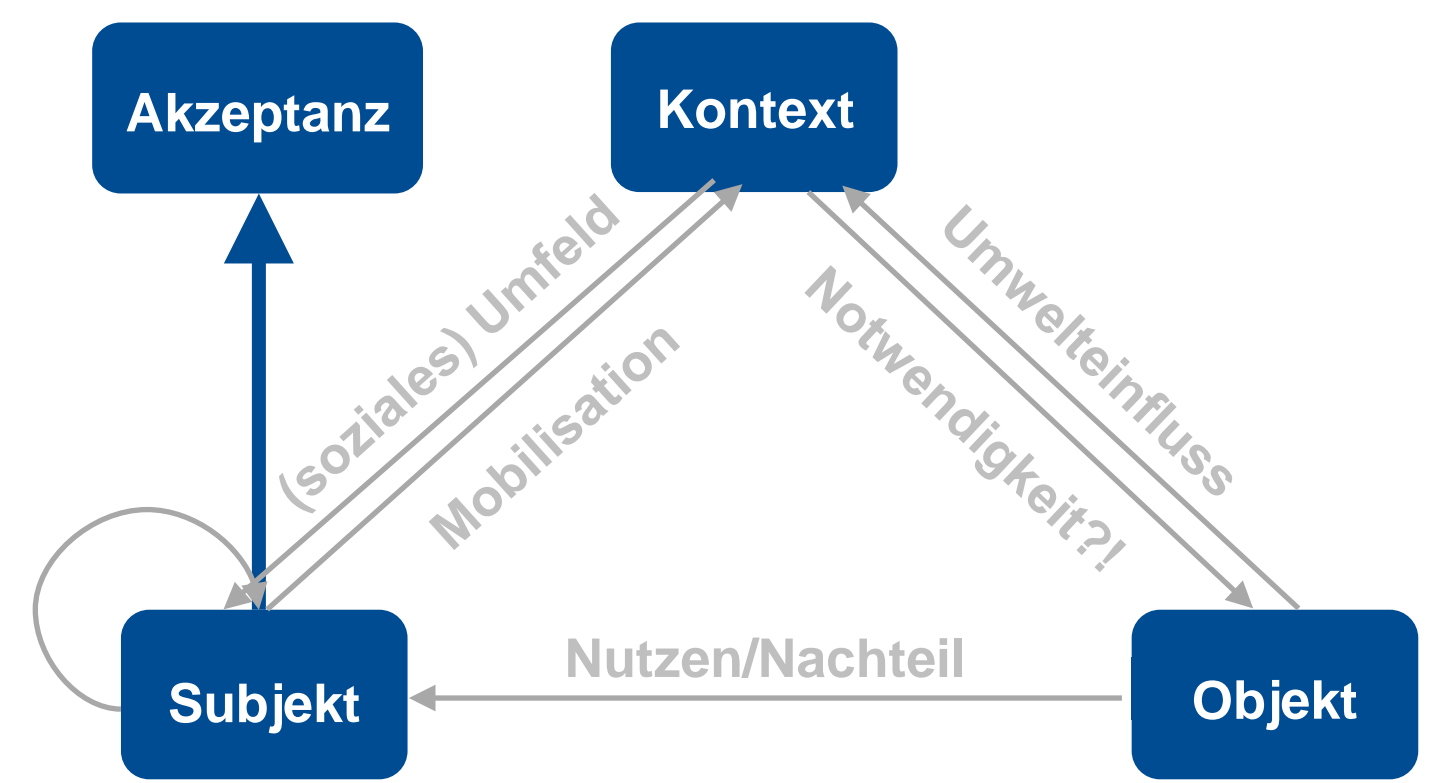 Akzeptanz
Kontext
(soziales) Umfeld
Mobilisation
Notwendigkeit?!
Umwelteinfluss
Nutzen/Nachteil
Subjekt
Objekt